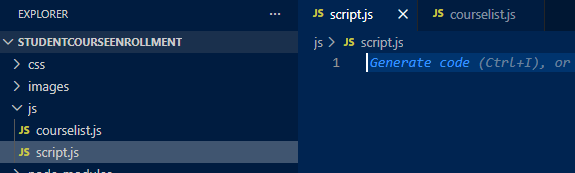 EXPLORER
STUDENTCOURSEENROLLMENT
css
images
js
JS courselist.js
JS script.js
JS script.js
JS courselist.js
js > JS script.js
1 Generate code (Ctrl+I), or